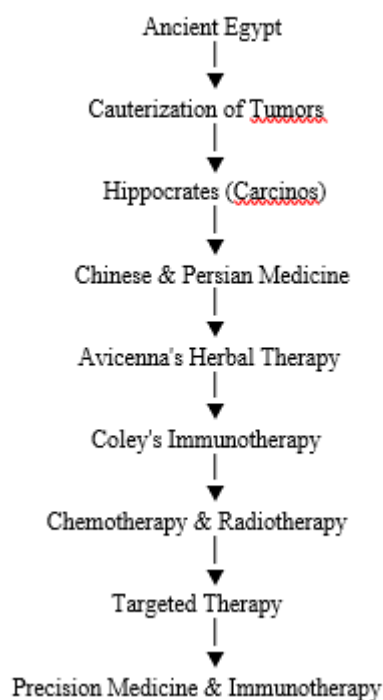 Ancient Egypt
Cauterization of Tumors
Hippocrates (Carcinos)
Chinese & Persian Medicine
Avicenna's Herbal Therapy
Coley's Immunotherapy
Chemotherapy & Radiotherapy
Targeted Therapy
Precision Medicine & Immunotherapy